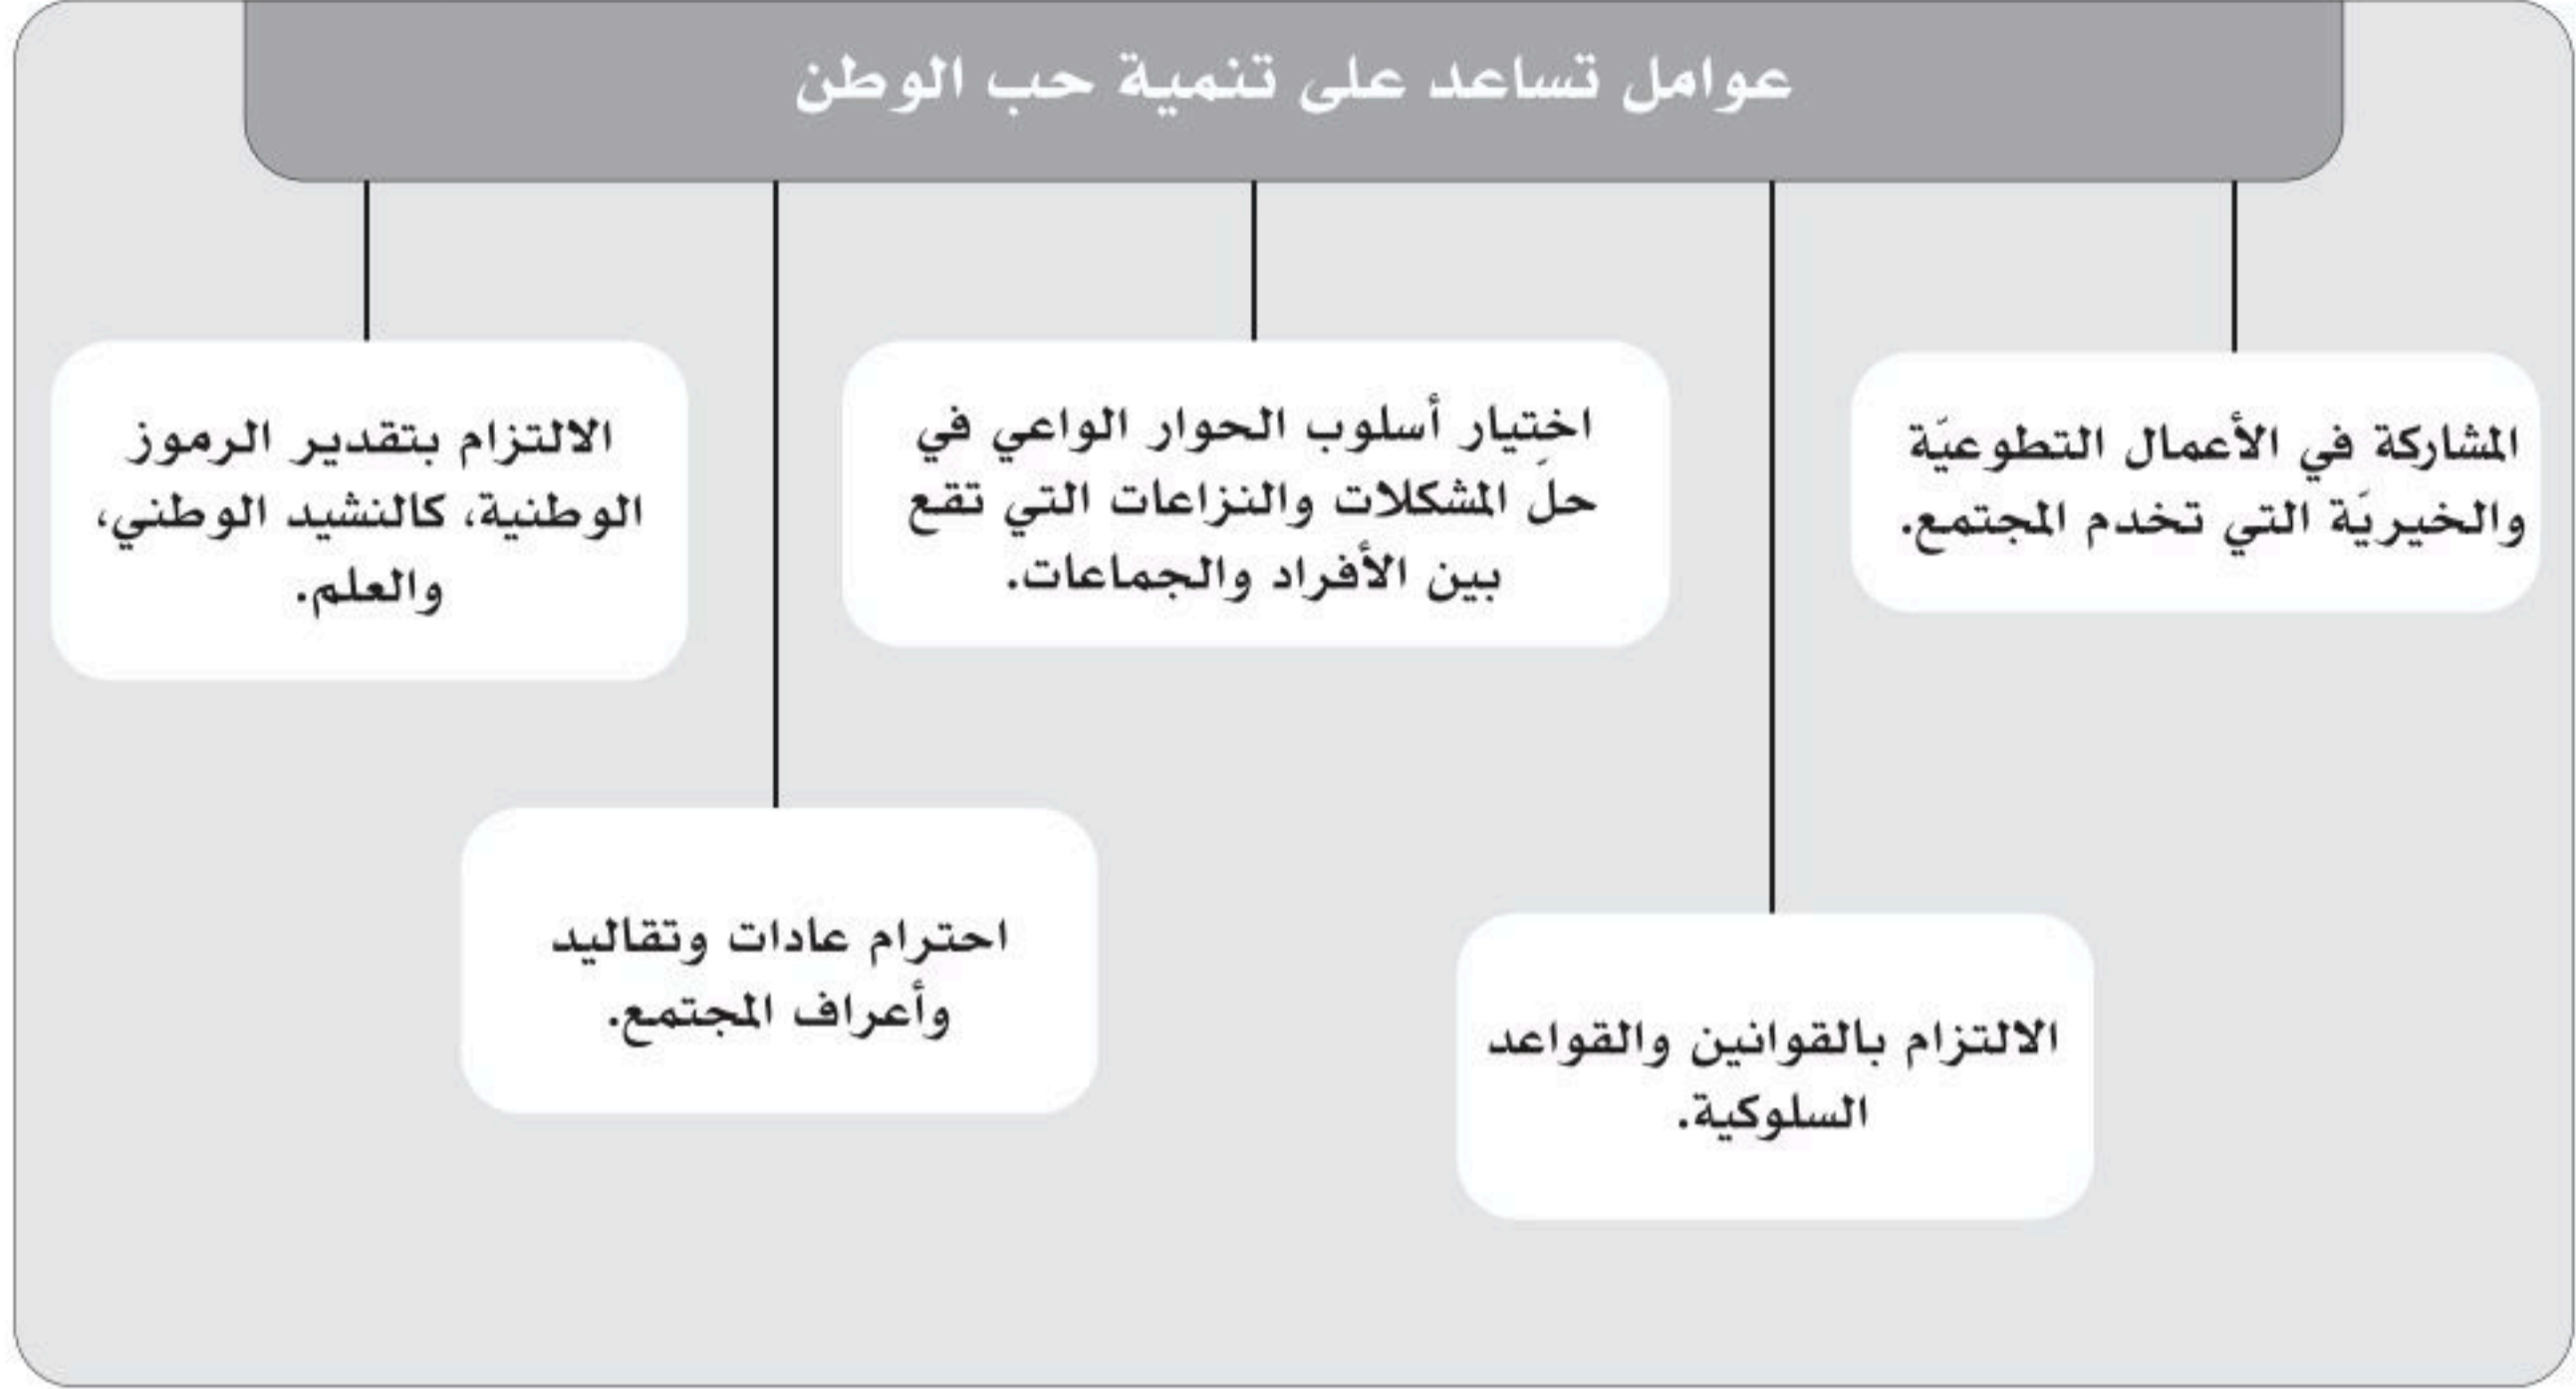 عوامل تساعد على تنمية حب الوطن
المشاركة في الأعمال التطوعيّة
والخيريّة التي تخدم المجتمع.
الالتزام بالقوانين والقواعد
السلوكية.
اختيار أسلوب الحوار الواعي في
حلّ المشكلات والنزاعات التي تقع
بين الأفراد والجماعات.
احترام عادات وتقاليد
وأعراف المجتمع.
الالتزام بتقدير الرموز
الوطنية، كالنشيد الوطني،
والعلم.